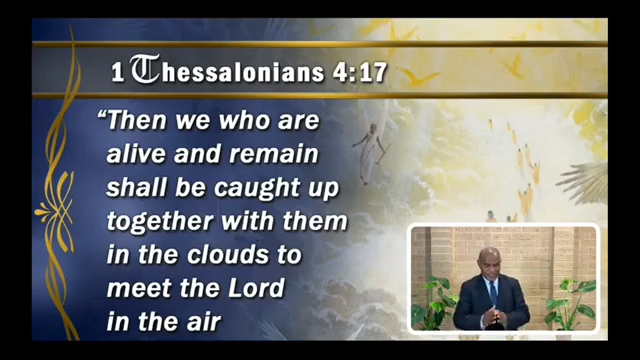 1 Thessalonians 4:17
“Then we who are
alive and remain
shall be caught up
together with them
in the clouds to
meet the Lord
in the air